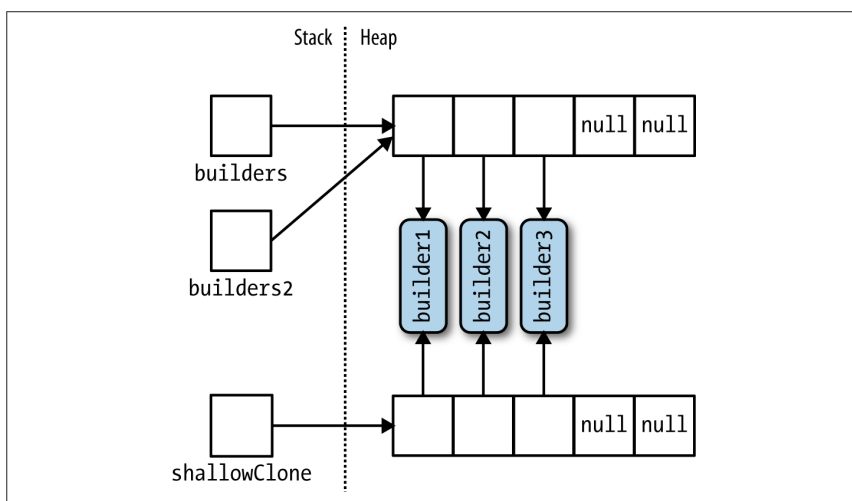 Stack Heap
null null
builders
builder1 builder2 builder3
builders2
null null
shallowClone